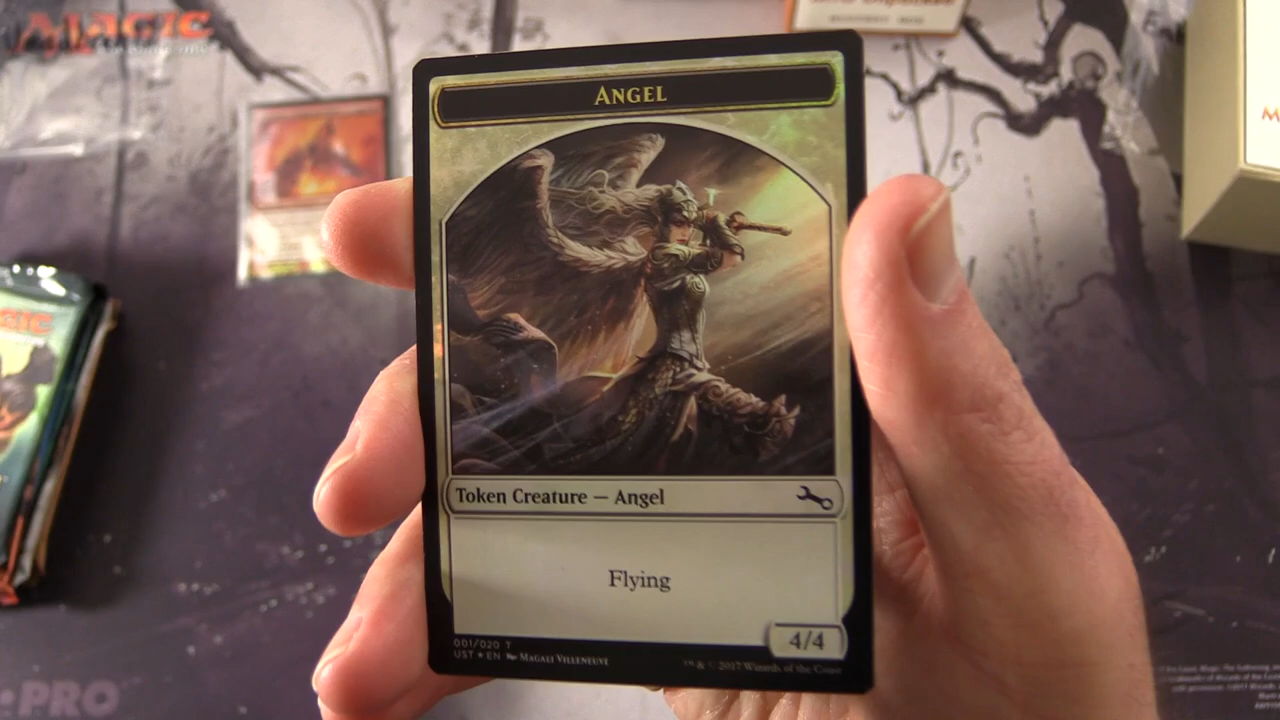 MAGIC
ANGEL
GIC
M
Token Creature — Angel
Flying
4/4
001/020 T
UST ★ EN MAGALI VILLENEUVE
™ & © 2017 Wizards of the Coast
PRO